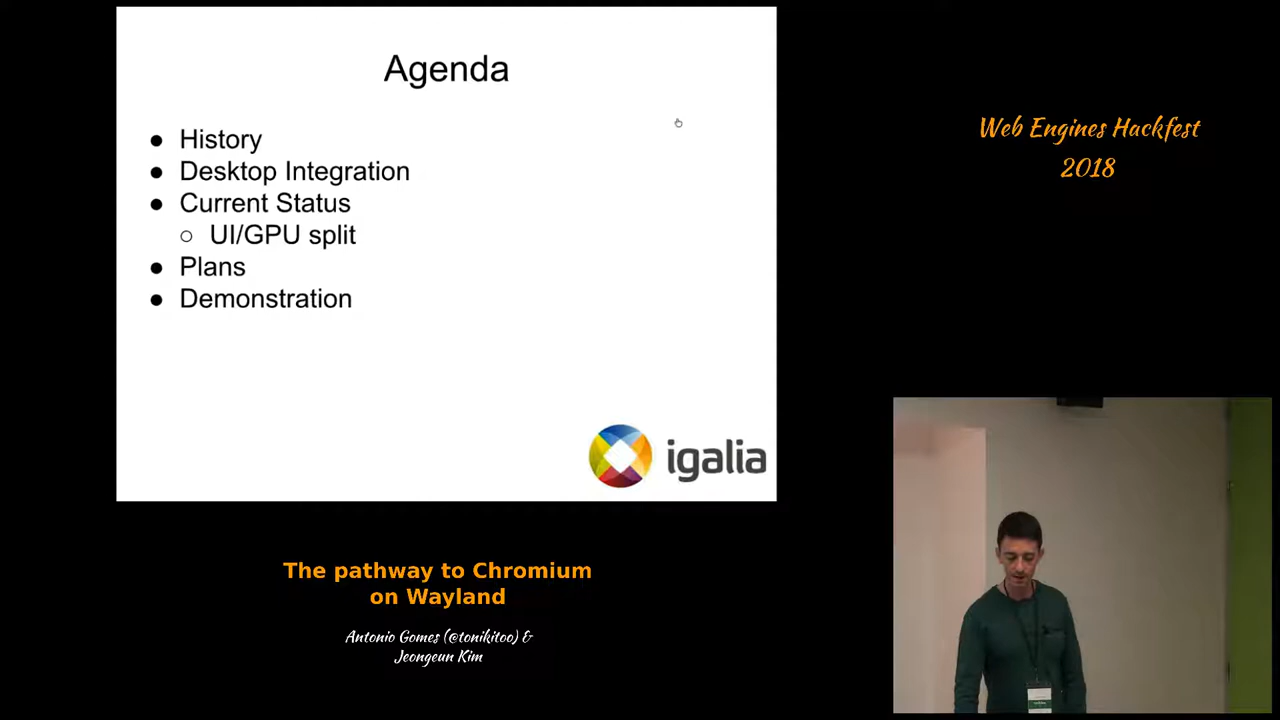 Agenda
● History
● Desktop Integration
● Current Status
○ UI/GPU split
● Plans
● Demonstration
igalia
Web Engines Hackfest
2018
The pathway to Chromium
on Wayland
Antonio Gomes (@tonikitoo) &
Jeongeun Kim